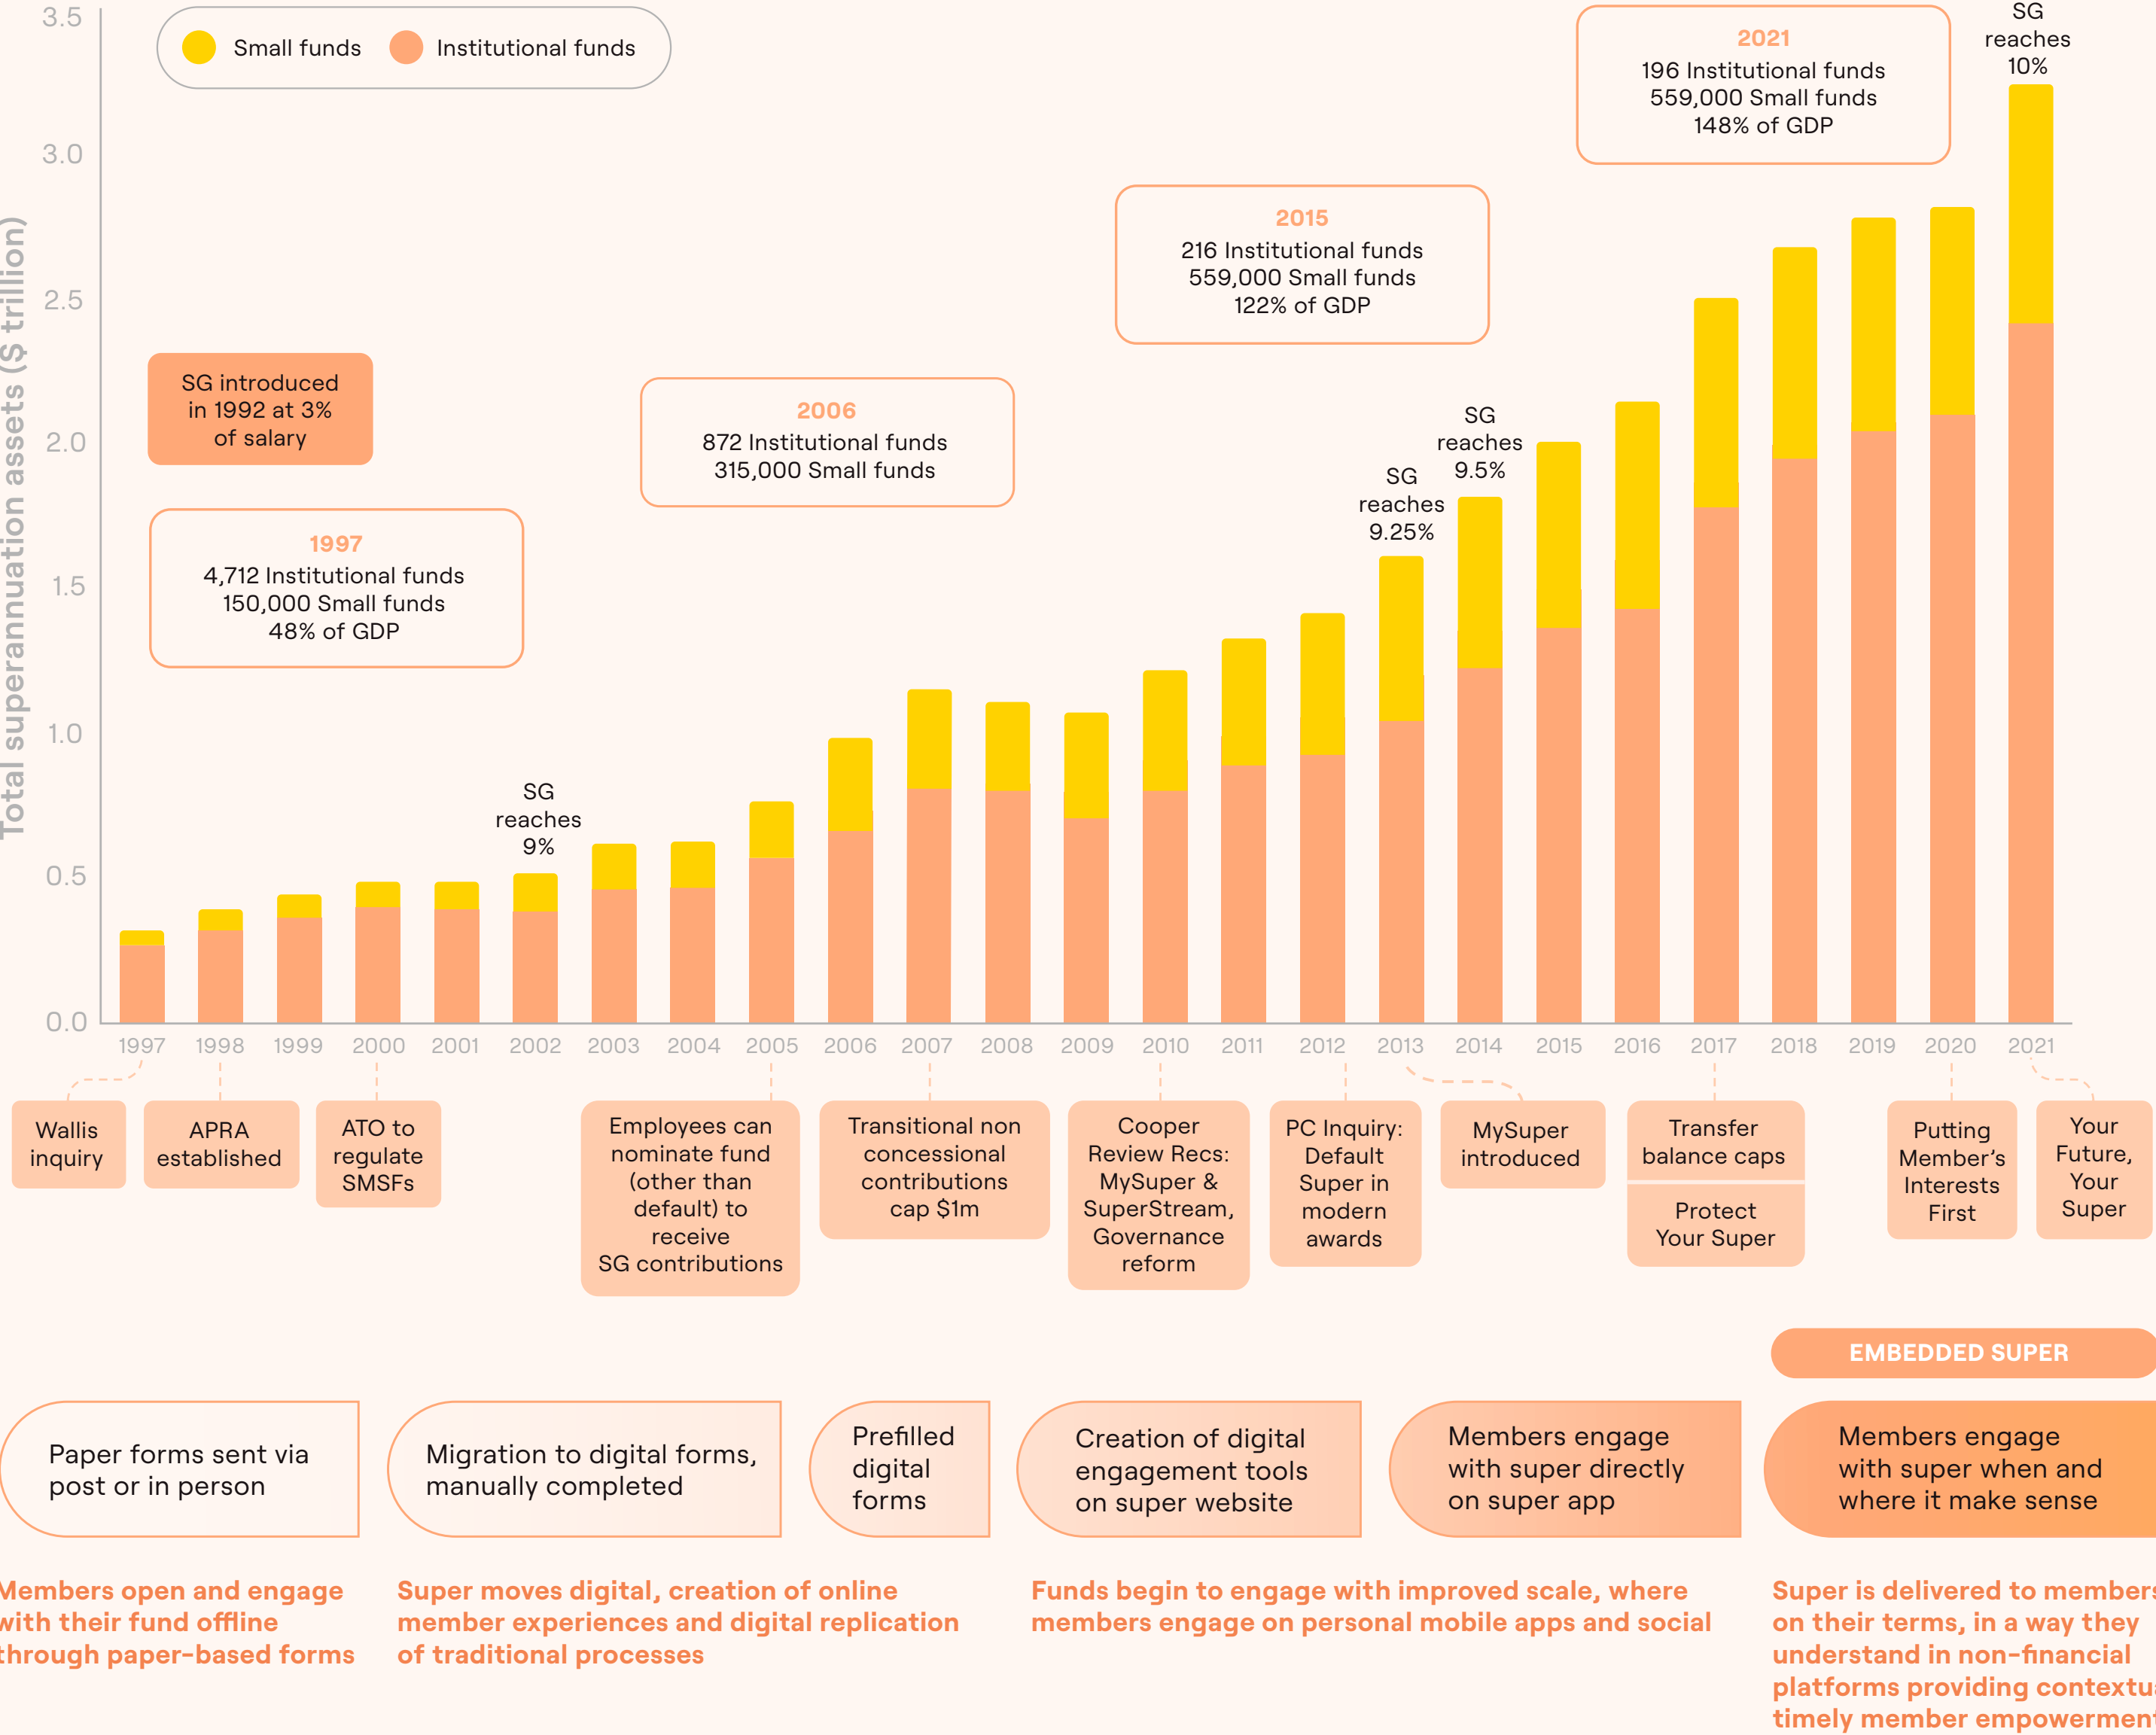 3.5
3.0
2.5
2.0
1.5
1.0
0.5
0.0
Total superannuation assets ($ trillion)
Small funds
Institutional funds
SG introduced
in 1992 at 3%
of salary
1997
4,712 Institutional funds
150,000 Small funds
48% of GDP
2006
872 Institutional funds
315,000 Small funds
2015
216 Institutional funds
559,000 Small funds
122% of GDP
2021
196 Institutional funds
559,000 Small funds
148% of GDP
SG
reaches
9%
SG
reaches
9.25%
SG
reaches
9.5%
SG
reaches
10%
1997
1998
1999
2000
2001
2002
2003
2004
2005
2006
2007
2008
2009
2010
2011
2012
2013
2014
2015
2016
2017
2018
2019
2020
2021
Wallis
inquiry
APRA
established
ATO to
regulate
SMSFs
Employees can
nominate fund
(other than
default) to
receive
SG contributions
Transitional non
concessional
contributions
cap $1m
Cooper
Review Recs:
MySuper &
SuperStream,
Governance
reform
PC Inquiry:
Default
Super in
modern
awards
MySuper
introduced
Transfer
balance caps
Protect
Your Super
Putting
Member’s
Interests
First
Your
Future,
Your
Super
EMBEDDED SUPER
Paper forms sent via
post or in person
Migration to digital forms,
manually completed
Prefilled
digital
forms
Creation of digital
engagement tools
on super website
Members engage
with super directly
on super app
Members engage
with super when and
where it make sense
Members open and engage
with their fund offline
through paper-based forms
Super moves digital, creation of online
member experiences and digital replication
of traditional processes
Funds begin to engage with improved scale, where
members engage on personal mobile apps and social
Super is delivered to members
on their terms, in a way they
understand in non-financial
platforms providing
timely member